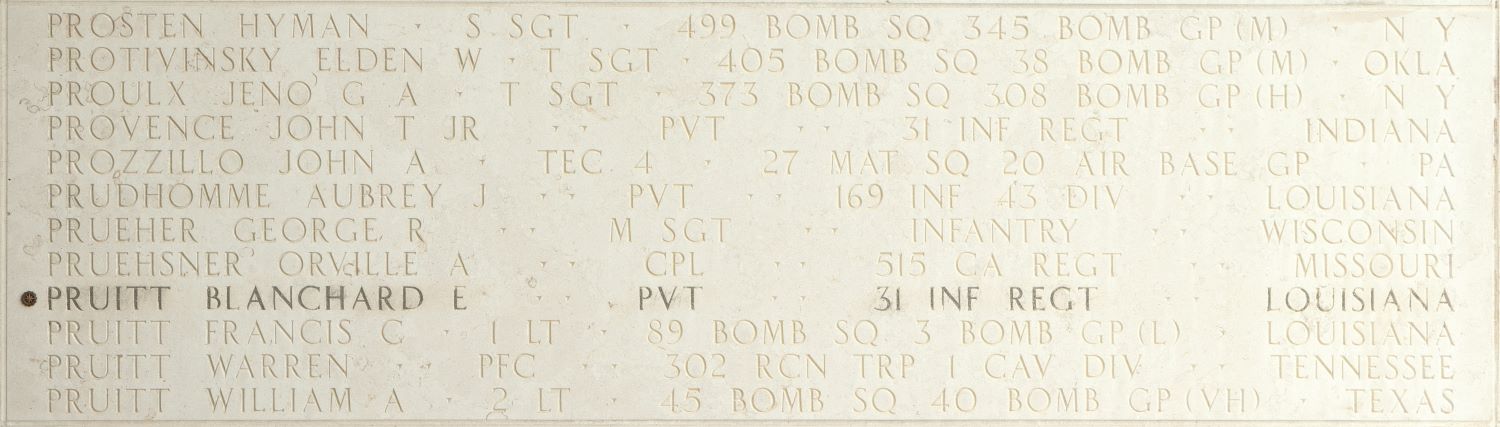 PROSTEN HYMAN · S SGT · 499 BOMB SQ 345 BOMB GP (M) · N Y
PROTIVINSKY ELDEN W · T SGT · 405 BOMB SQ 38 BOMB GP (M) · OKLA
PROULX JENO G A · T SGT · 373 BOMB SQ 308 BOMB GP (H) · N Y
PROVENCE JOHN T JR · · PVT · · 31 INF REGT · · INDIANA
PROZZILLO JOHN A · TEC 4 · 27 MAT SQ 20 AIR BASE GP · PA
PRUDHOMME AUBREY J · · PVT · · 169 INF 43 DIV · · LOUISIANA
PRUEHER GEORGE R · · M SGT · · INFANTRY · · WISCONSIN
PRUEHSNER ORVILLE A · · CPL · · 515 CA REGT · · MISSOURI
PRUITT BLANCHARD E · · PVT · · 31 INF REGT · · LOUISIANA
PRUITT FRANCIS C · 1 LT · 89 BOMB SQ 3 BOMB GP (L) · LOUISIANA
PRUITT WARREN · · PFC · · 302 RCN TRP 1 CAV DIV · · TENNESSEE
PRUITT WILLIAM A · 2 LT · 45 BOMB SQ 40 BOMB GP (VH) · TEXAS